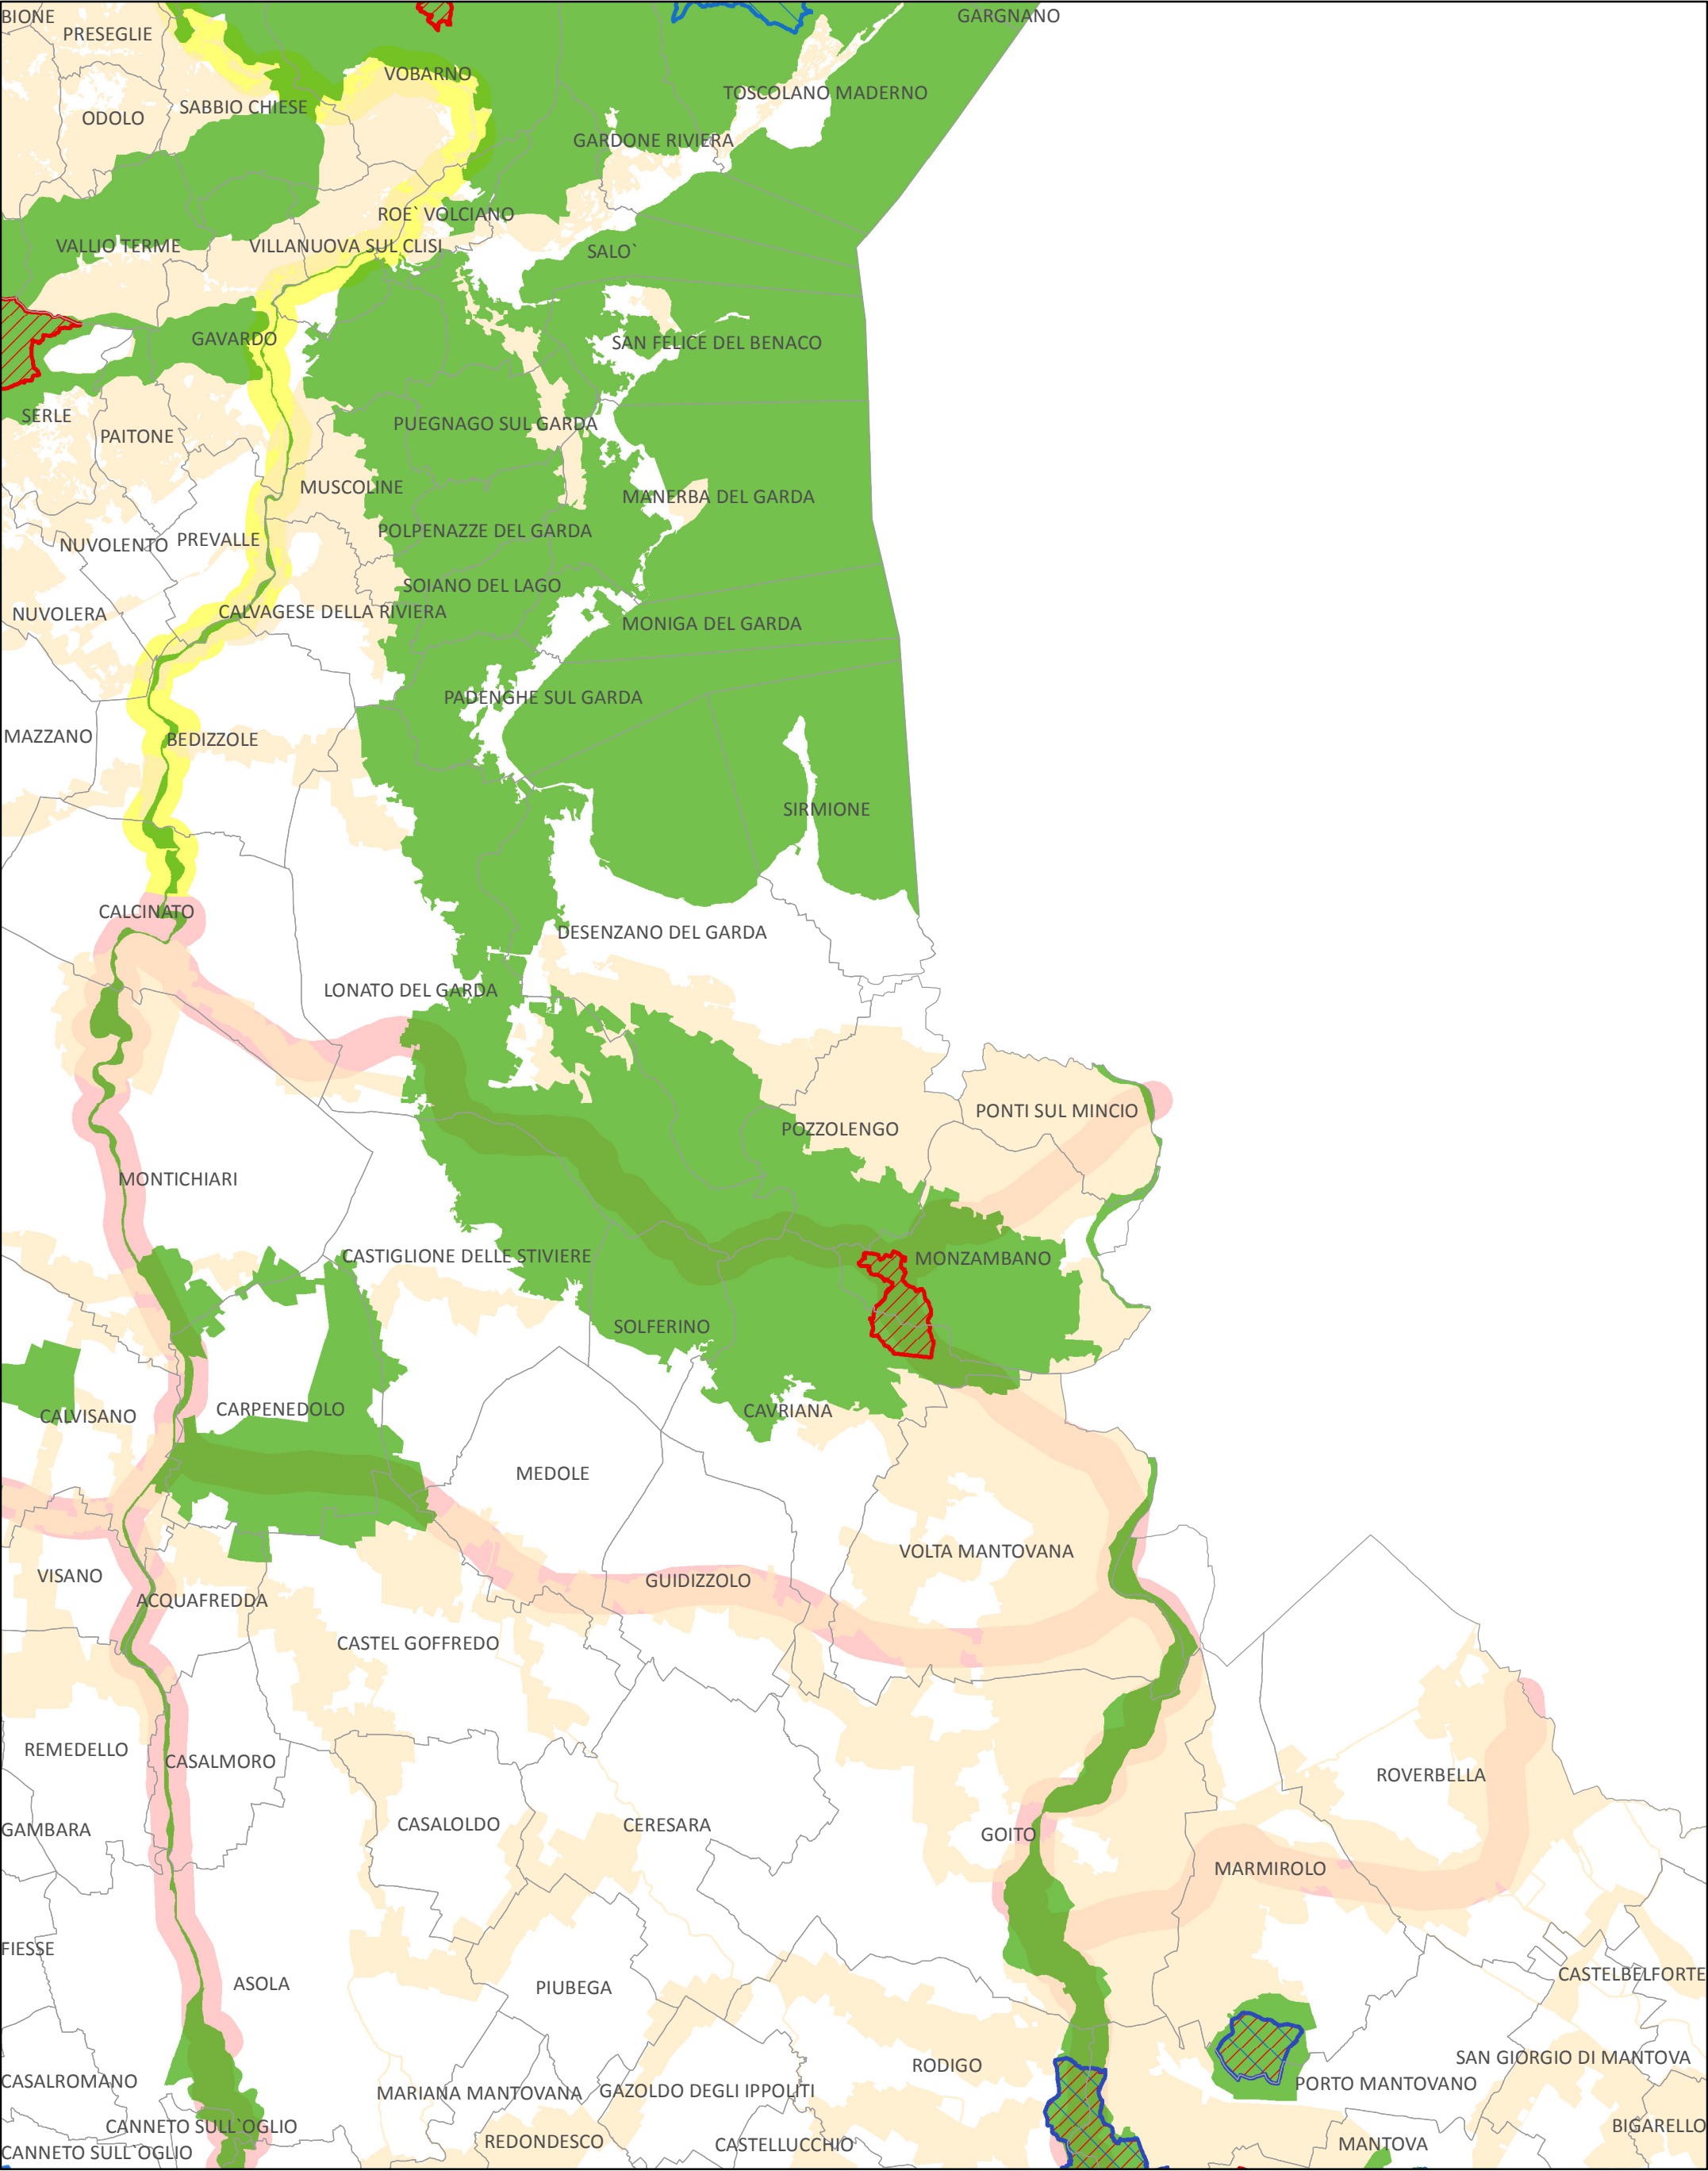 BIONE
GARGNANO
PRESEGLIE
VOBARNO
TOSCOLANO MADERNO
SABBIO CHIESE
ODOLO
GARDONE RIVIERA
ROE` VOLCIANO
VALLIO TERME
VILLANUOVA SUL CLISI
SALO`
GAVARDO
SAN FELICE DEL BENACO
SERLE
PUEGNAGO SUL GARDA
PAITONE
MUSCOLINE
MANERBA DEL GARDA
POLPENAZZE DEL GARDA
PREVALLE
NUVOLENTO
SOIANO DEL LAGO
CALVAGESE DELLA RIVIERA
NUVOLERA
MONIGA DEL GARDA
PADENGHE SUL GARDA
MAZZANO
BEDIZZOLE
SIRMIONE
CALCINATO
DESENZANO DEL GARDA
LONATO DEL GARDA
PONTI SUL MINCIO
POZZOLENGO
MONTICHIARI
CASTIGLIONE DELLE STIVIERE
MONZAMBANO
SOLFERINO
CARPENEDOLO
CAVRIANA
CALVISANO
MEDOLE
VOLTA MANTOVANA
VISANO
GUIDIZZOLO
ACQUAFREDDA
CASTEL GOFFREDO
REMEDELLO
CASALMORO
ROVERBELLA
CASALOLDO
CERESARA
GAMBARA
GOITO
MARMIROLO
FIESSE
CASTELBELFORTE
ASOLA
PIUBEGA
SAN GIORGIO DI MANTOVA
RODIGO
CASALROMANO
PORTO MANTOVANO
MARIANA MANTOVANA
GAZOLDO DEGLI IPPOLITI
CANNETO SULL`OGLIO
BIGARELLO
REDONDESCO
CASTELLUCCHIO
MANTOVA
CANNETO SULL`OGLIO